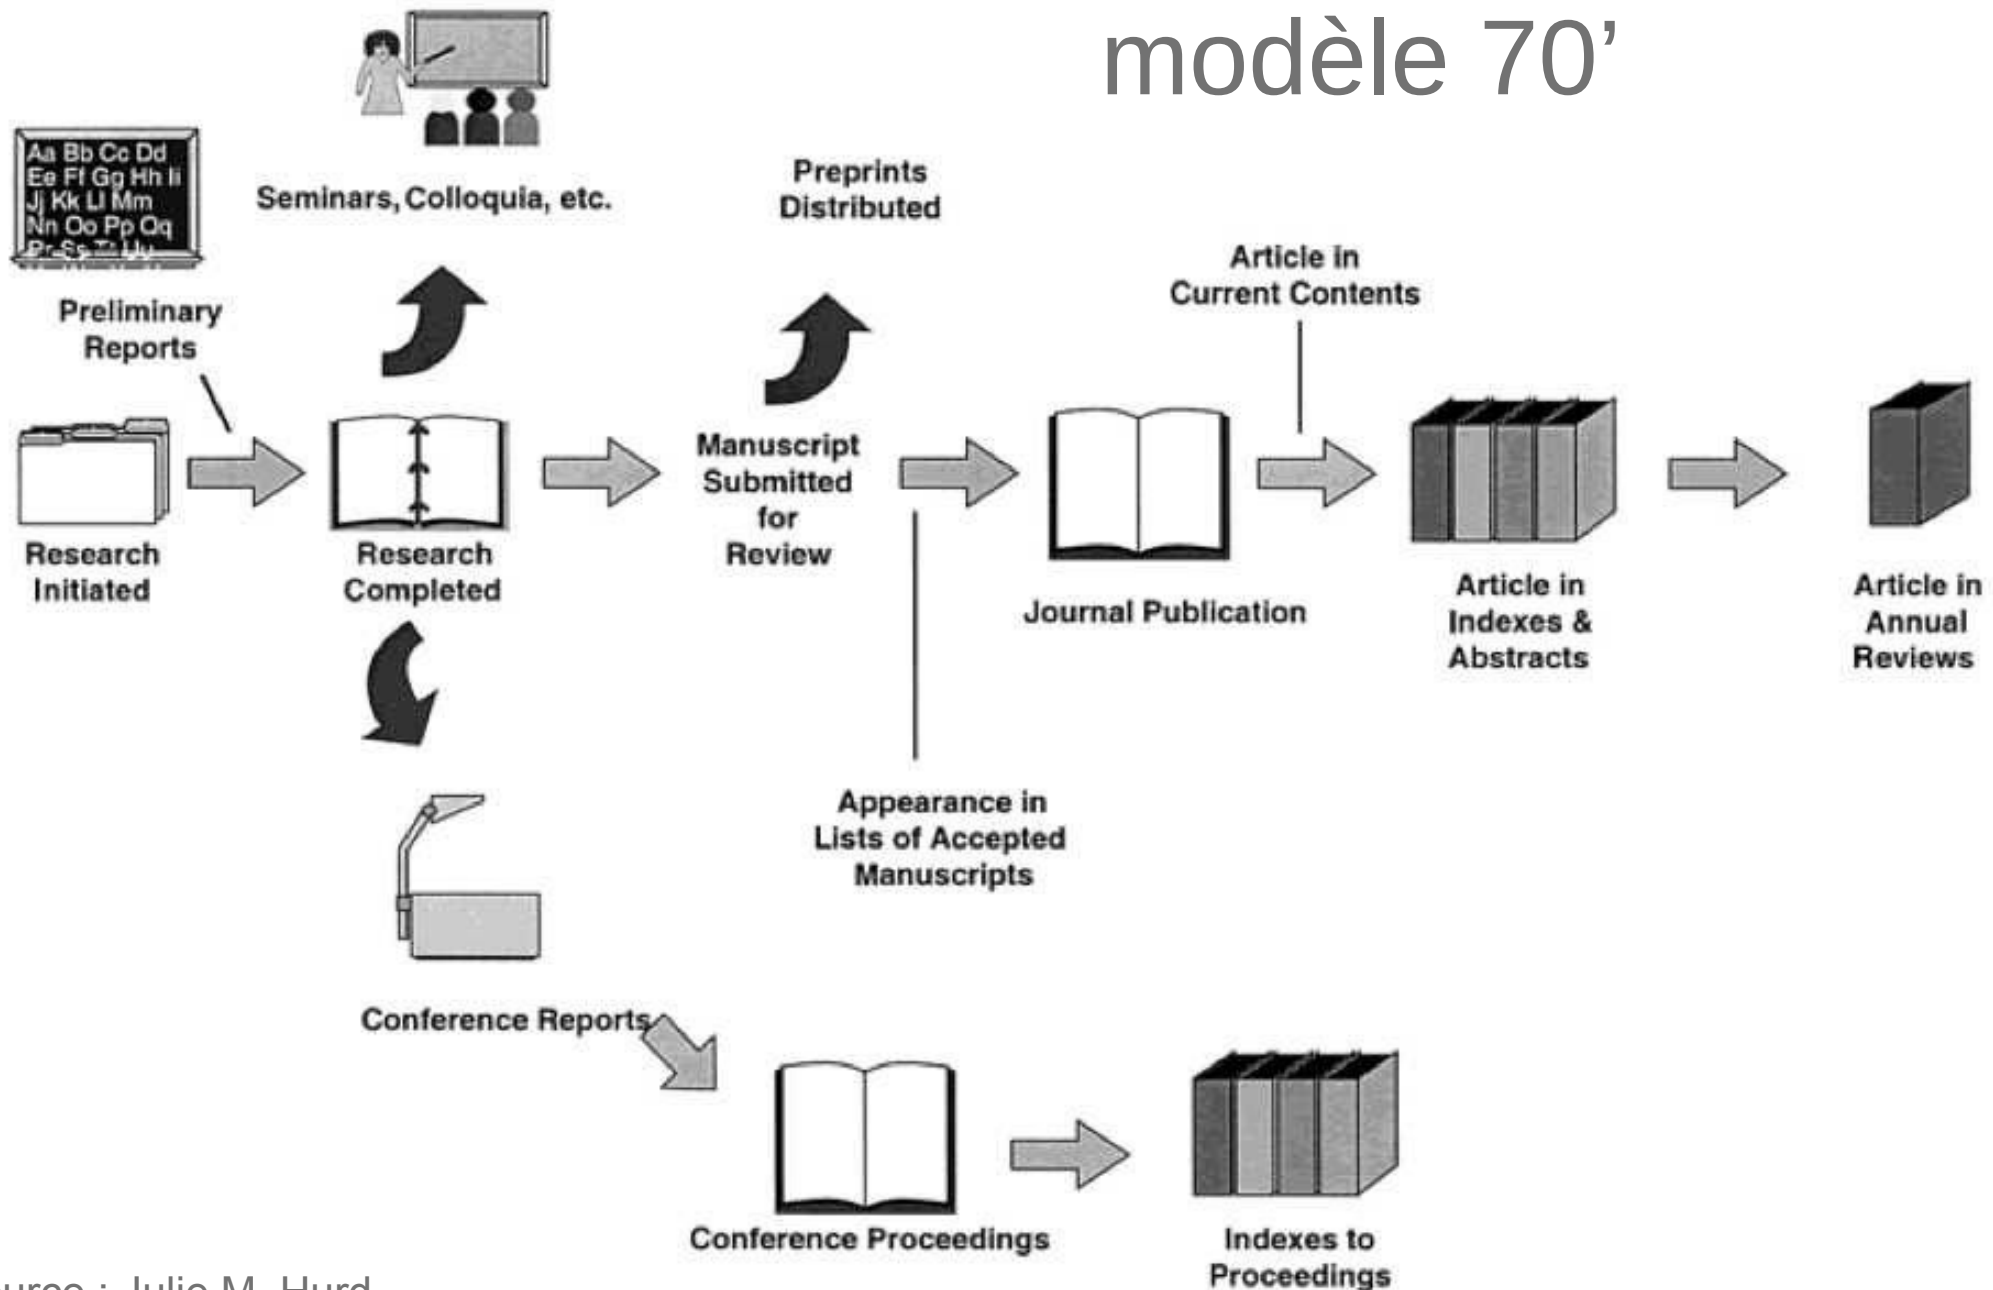 modèle 70’
Aa Bb Cc Dd
Ee Ff Gg Hh Ii
Jj Kk Ll Mm
Nn Oo Pp Qq
Seminars, Colloquia, etc.
Preprints
Distributed
Article in
Current Contents
Preliminary
Reports
Manuscript
Submitted
for
Review
Research
Initiated
Research
Completed
Journal Publication
Article in
Indexes &
Abstracts
Article in
Annual
Reviews
Appearance in
Lists of Accepted
Manuscripts
Conference Reports
Conference Proceedings
Indexes to
Proceedings
: Julie M. Hurd